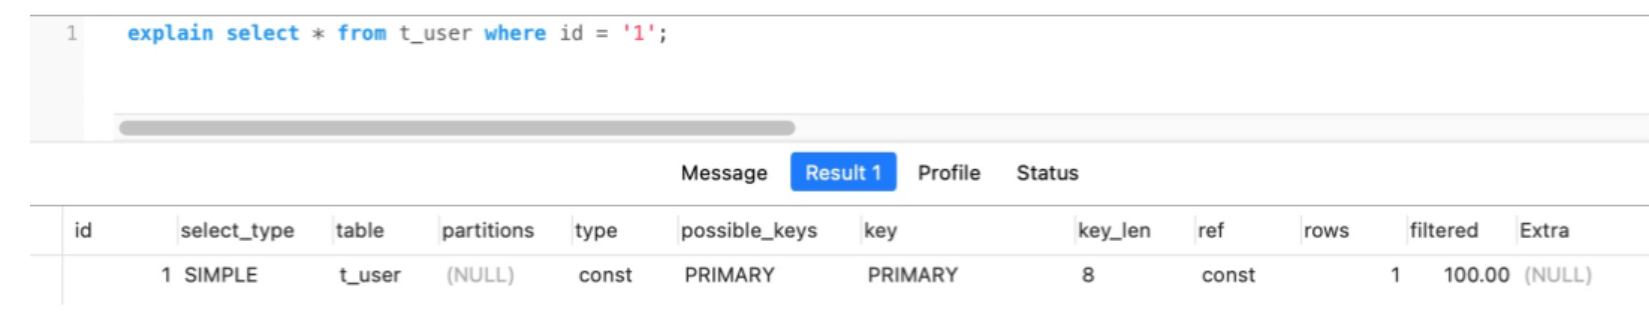 1 explain select * from t_user where id = '1';
Message Result 1 Profile Status
id select_type table partitions type possible_keys key key_len ref rows filtered Extra
1 SIMPLE t_user (NULL) const PRIMARY PRIMARY 8 const 1 100.00 (NULL)